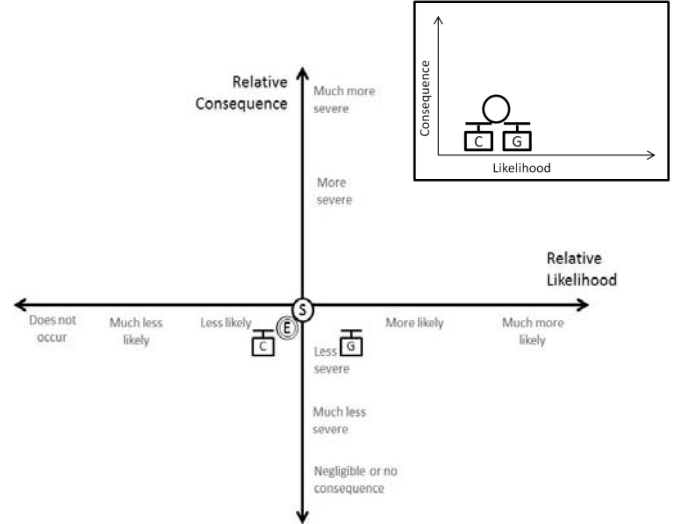 Relative
Consequence
Much more
severe
More
severe
Consequence
C
G
Likelihood
Relative
Likelihood
S
E
Does not
occur
Much less
likely
Less likely
C
G
More likely
Much more
likely
Less
severe
Much less
severe
Negligible or no
consequence